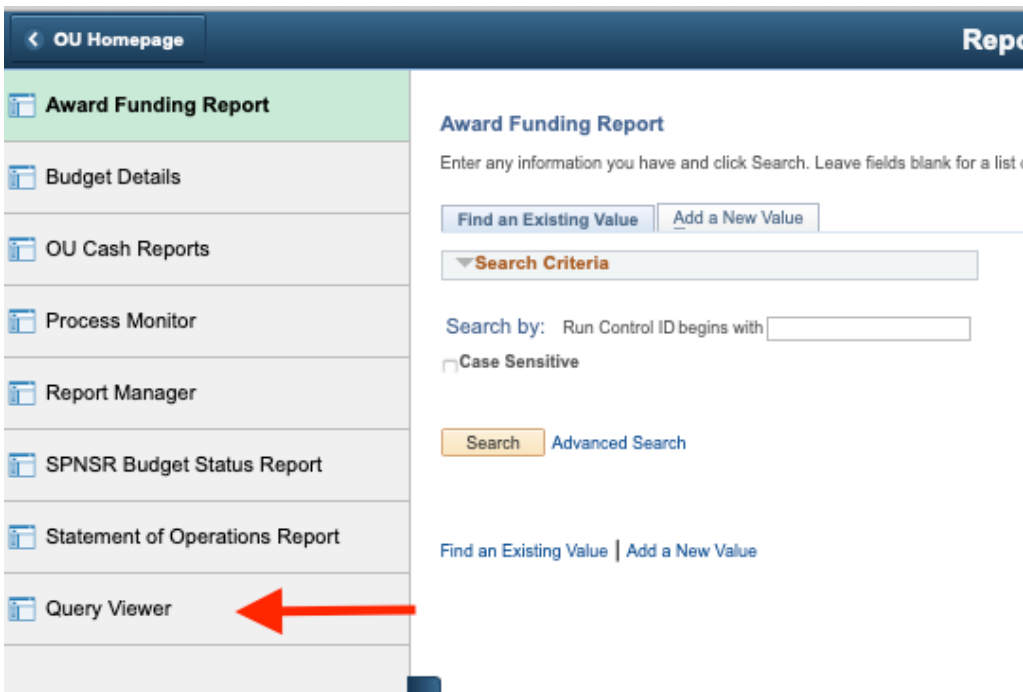 OU Homepage
Repo
Award Funding Report
Budget Details
OU Cash Reports
Process Monitor
Report Manager
SPNSR Budget Status Report
Statement of Operations Report
Query Viewer
Award Funding Report
Enter any information you have and click Search. Leave fields blank for a list
Find an Existing Value
Add a New Value
Search Criteria
Search by: Run Control ID begins with
Case Sensitive
Search Advanced Search
Find an Existing Value | Add a New Value